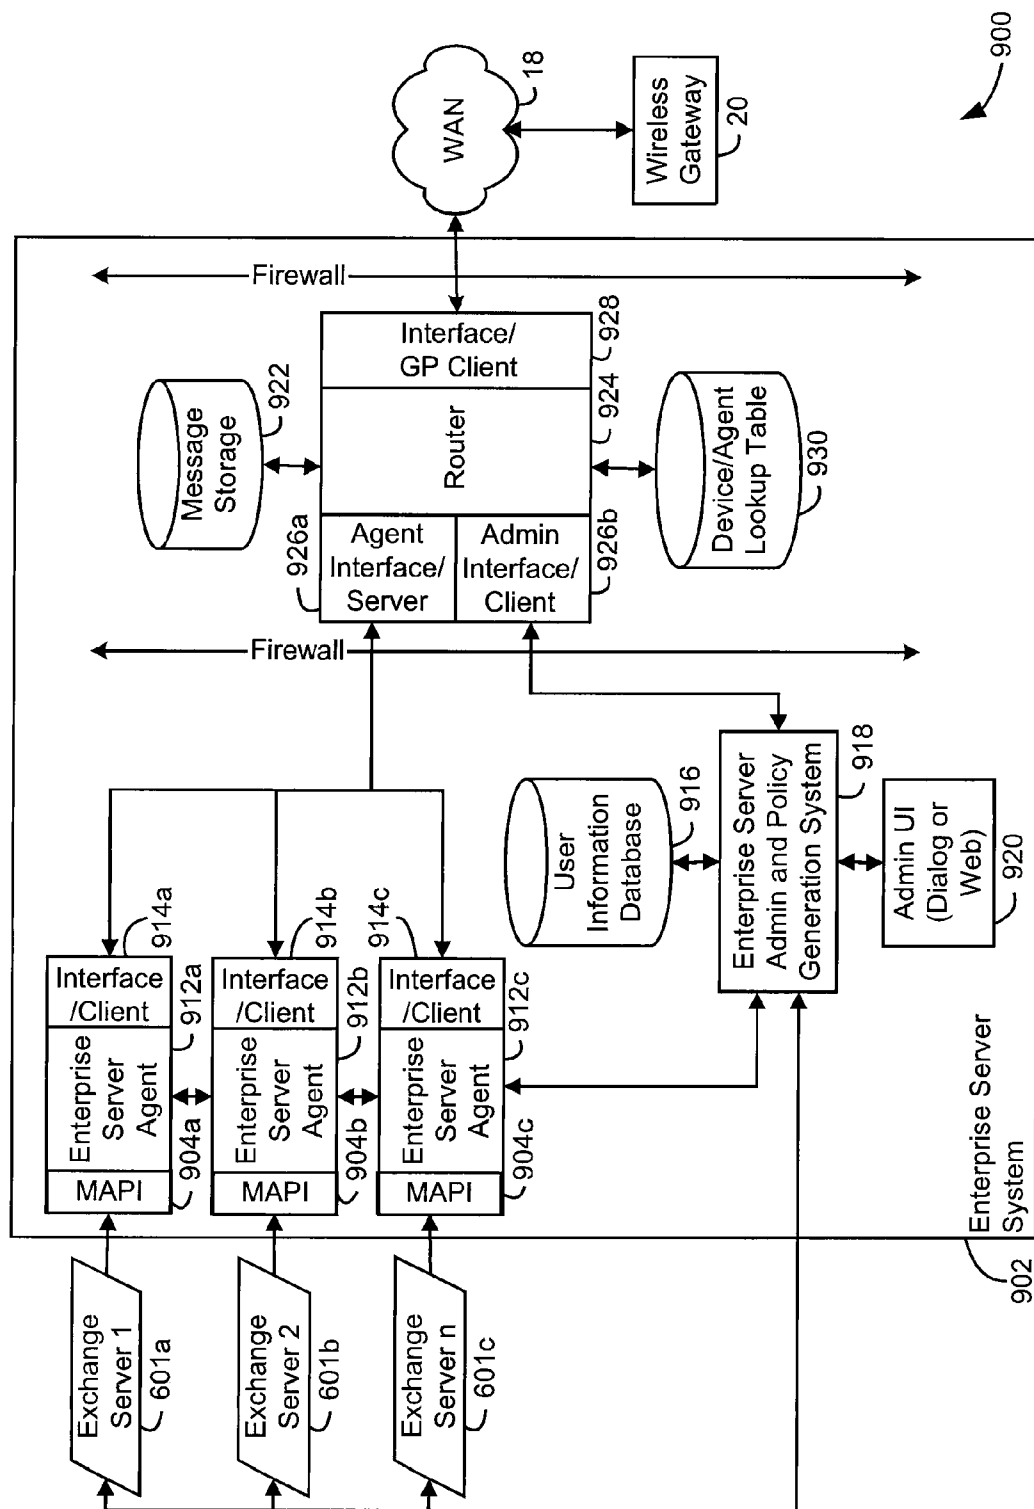 900
WAN
18
Wireless
Gateway
20
Firewall
Message
Storage
922
Interface/
GP Client
928
Router
924
Agent
Interface/
Server
926a
Admin
Interface/
Client
926b
Device/Agent
Lookup Table
930
Firewall
Interface
/Client
914a
Enterprise
Server
Agent
912a
MAPI
904a
Interface
/Client
914b
Enterprise
Server
Agent
912b
MAPI
904b
Interface
/Client
914c
Enterprise
Server
Agent
912c
MAPI
904c
User
Information
Database
916
Enterprise Server
Admin and Policy
Generation System
918
Admin UI
(Dialog or
Web)
920
Exchange
Server 1
601a
Exchange
Server 2
601b
Exchange
Server n
601c
Enterprise Server
System
902